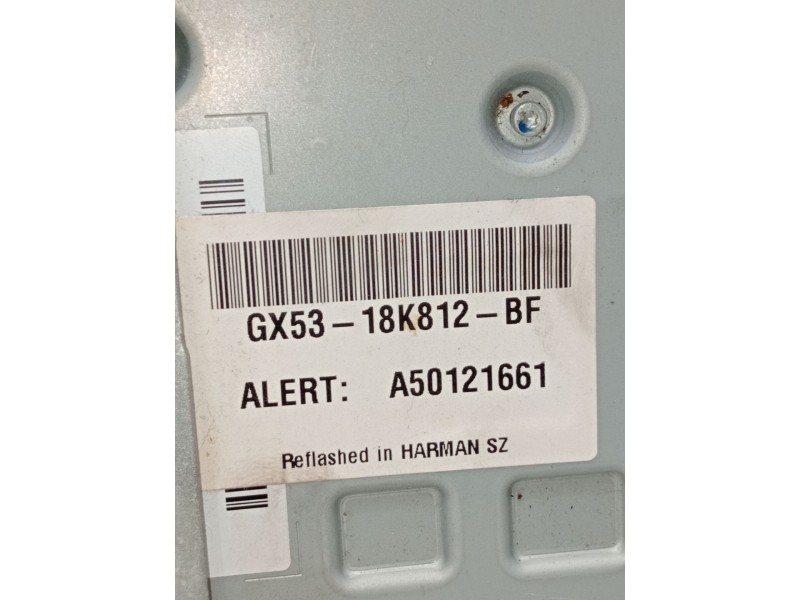 GX53-18K812-BF
ALERT: A50121661
Reflashed in HARMAN SZ